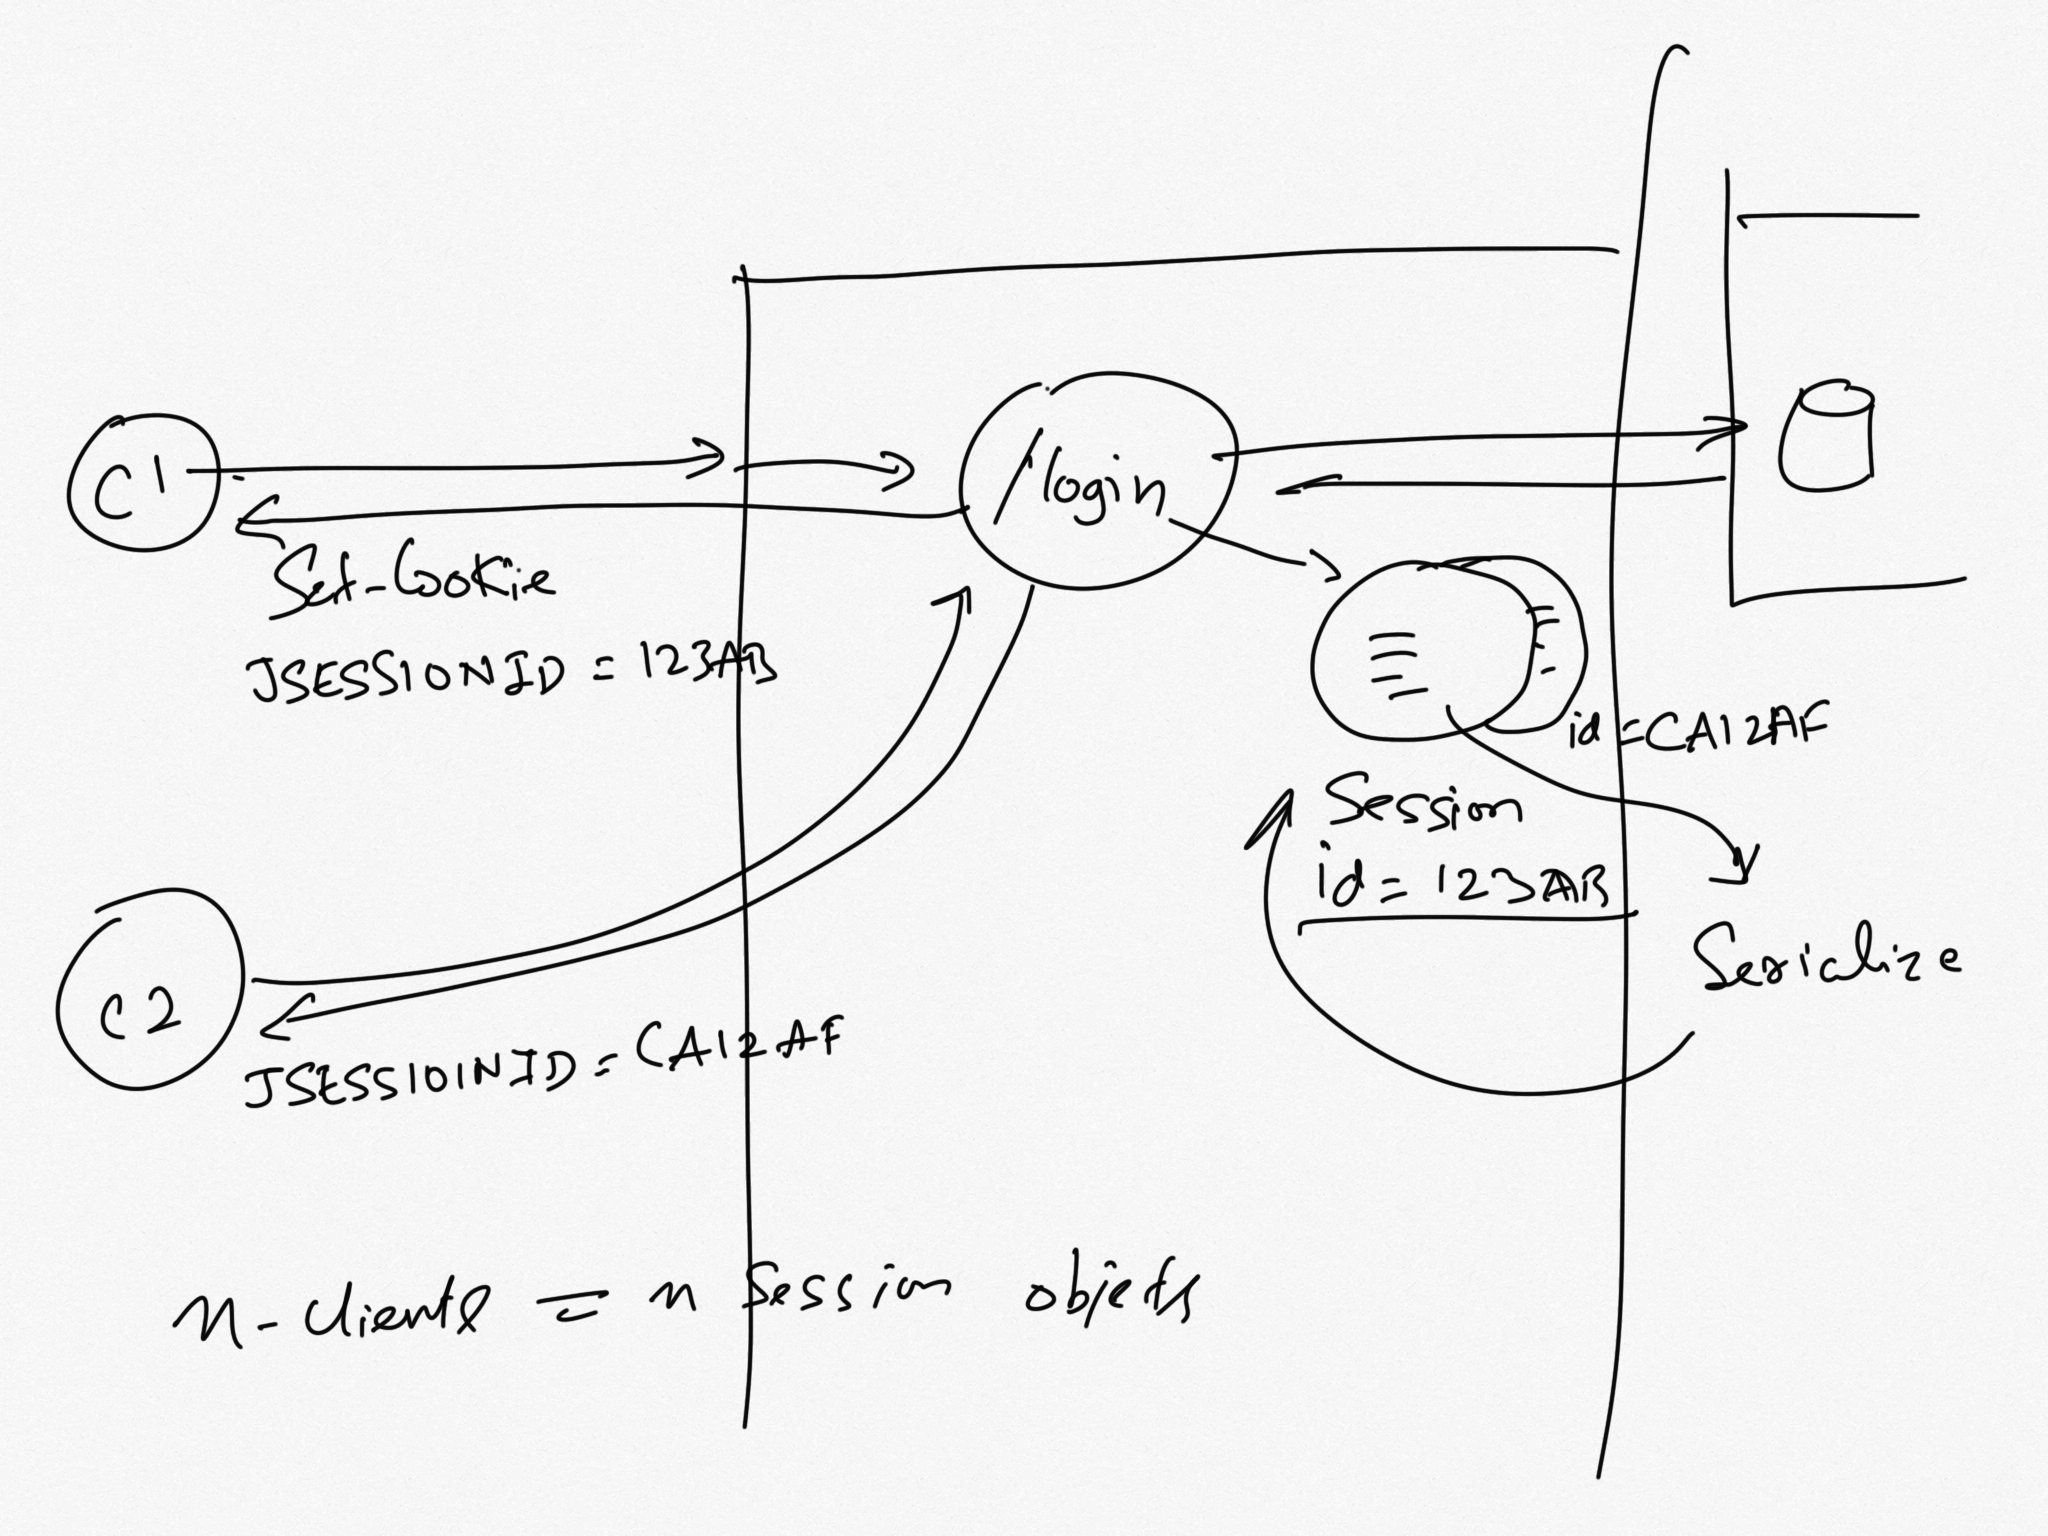 C1
/login
Set-Cookie
JSESSIONID = 123AB
id = CA12AF
Session
id = 123AB
Serialize
C2
JSESSIOINID = CA12AF
n-clients = n Session objects